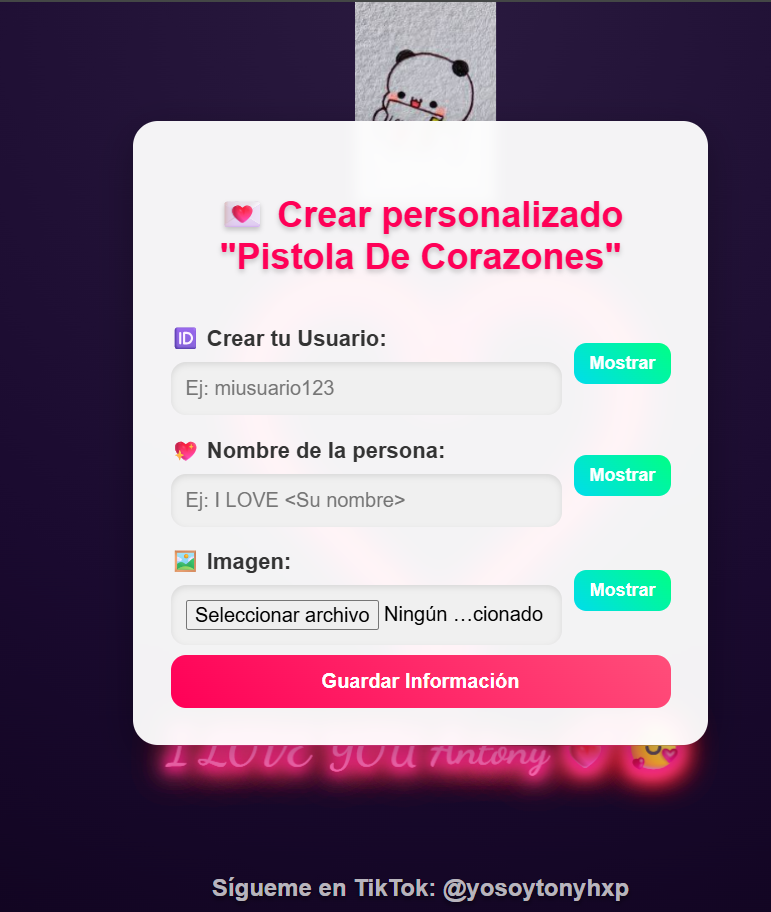 💌 Crear personalizado
"Pistola De Corazones"
🆔 Crear tu Usuario:
Mostrar
Ej: miusuario123
💖 Nombre de la persona:
Mostrar
Ej: I LOVE <Su nombre>
🖼️ Imagen:
Mostrar
Seleccionar archivo Ningún …cionado
Guardar Información
I LOVE YOU Antony
Sígueme en TikTok: @yosoytonyhxp